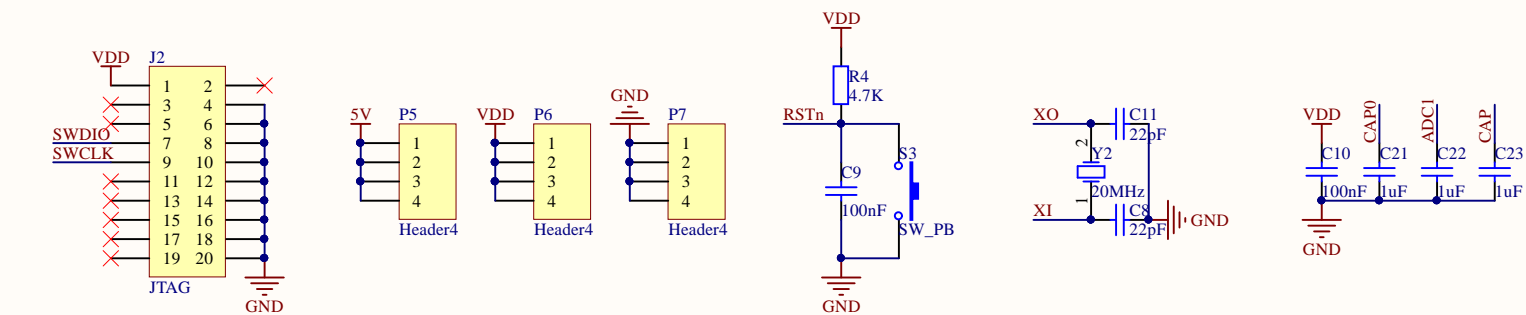 VDD
J2
1 2
3 4
5 6
SWDIO 7 8
SWCLK 9 10
11 12
13 14
15 16
17 18
19 20
JTAG
GND
5V
P5
1
2
3
4
Header4
VDD
P6
1
2
3
4
Header4
GND
P7
1
2
3
4
Header4
VDD
R4
4.7K
RSTn
S3
C9
100nF
SW_PB
GND
XO
C11
22pF
2
Y2
20MHz
1
XI
C8
22pF
GND
VDD
C10
100nF
CAP0
C21
1uF
ADC1
C22
1uF
CAP
C23
1uF
GND